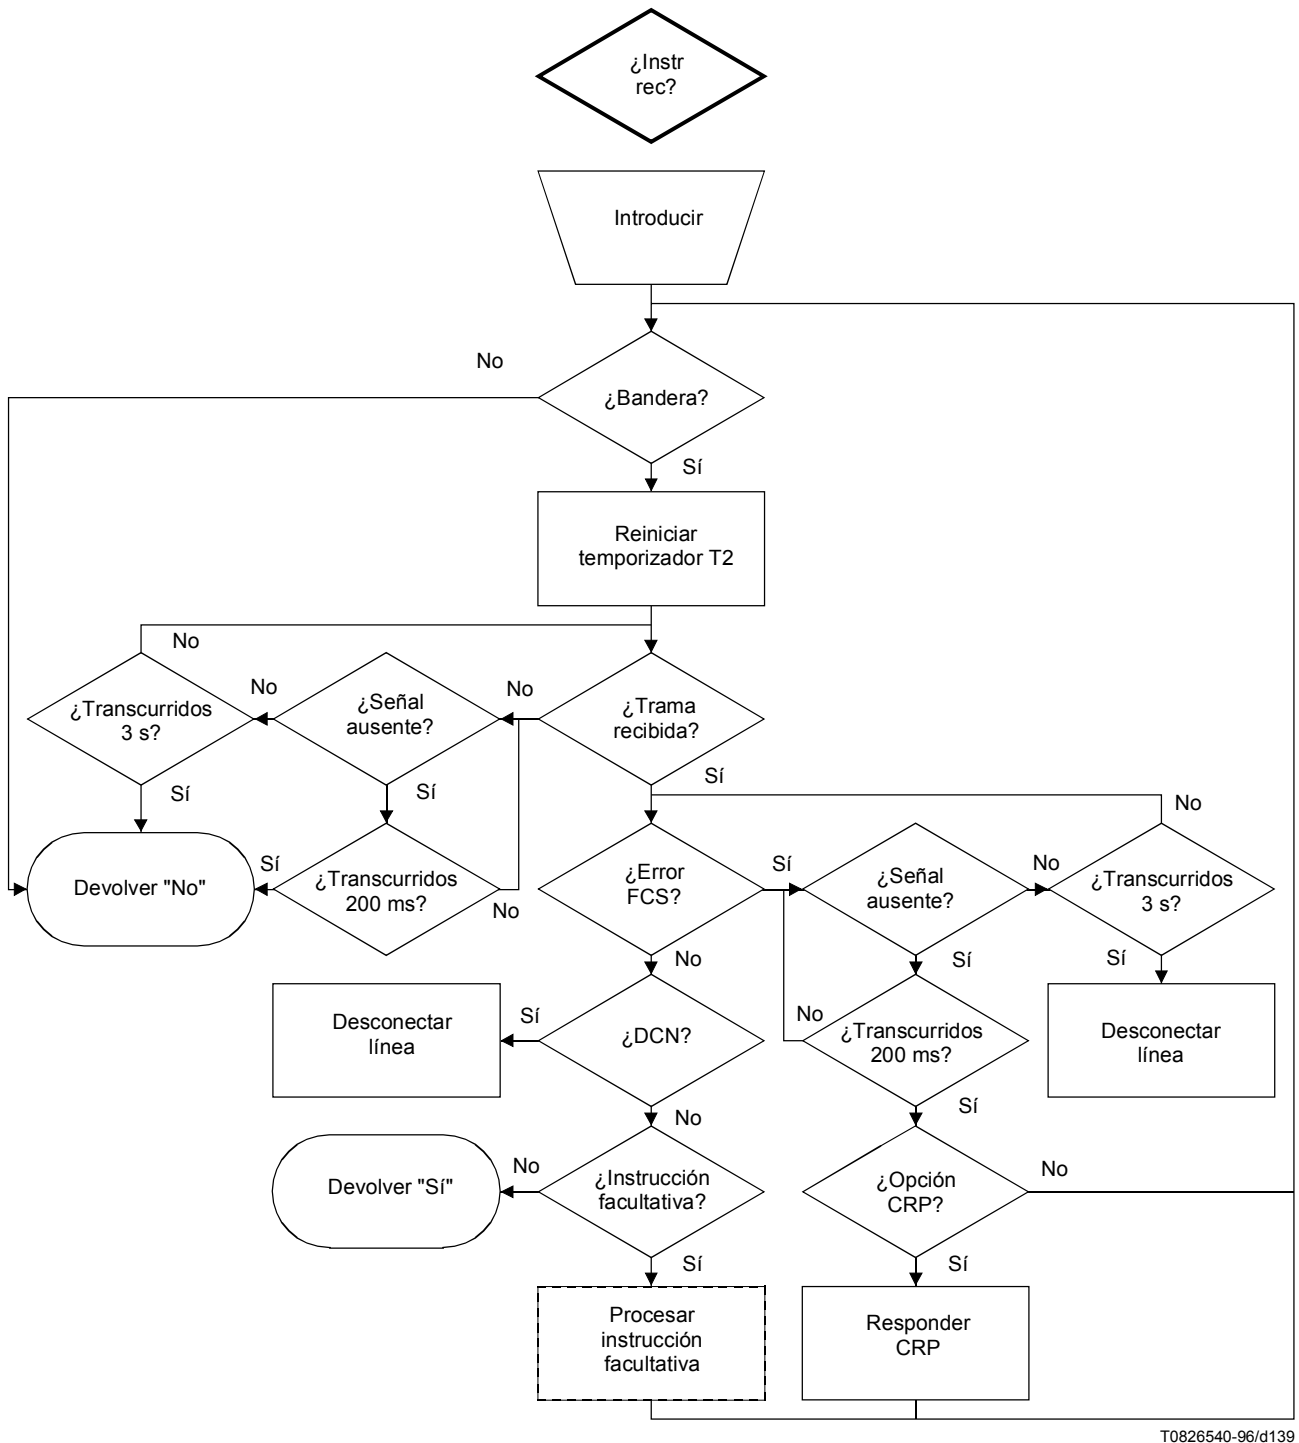 ¿Instr
rec?
Introducir
No
¿Bandera?
Sí
Reiniciar
temporizador T2
No
¿Transcurridos
3 s?
No
¿Señal
ausente?
No
¿Trama
recibida?
Sí
Sí
Sí
No
Devolver "No"
Sí
¿Transcurridos
200 ms?
No
¿Error
FCS?
Sí
¿Señal
ausente?
No
¿Transcurridos
3 s?
No
Sí
Sí
Desconectar
línea
Sí
¿DCN?
No
¿Transcurridos
200 ms?
Desconectar
línea
No
Sí
Devolver "Sí"
No
¿Instrucción
facultativa?
¿Opción
CRP?
No
Sí
Sí
Procesar
instrucción
facultativa
Responder
CRP
T0826540-96/d139